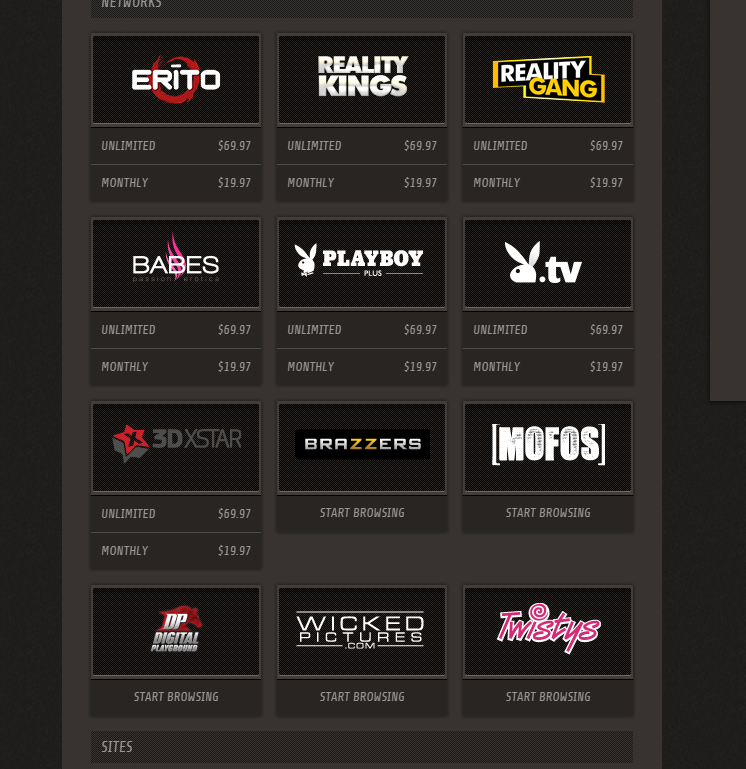 NETWORKS
ERITO
REALITY
KINGS
REALITY
GANG
UNLIMITED $69.97
UNLIMITED $69.97
UNLIMITED $69.97
MONTHLY $19.97
MONTHLY $19.97
MONTHLY $19.97
BABES
passion erotica
PLAYBOY
PLUS
.tv
UNLIMITED $69.97
UNLIMITED $69.97
UNLIMITED $69.97
MONTHLY $19.97
MONTHLY $19.97
MONTHLY $19.97
3DXSTAR
BRAZZERS
[MOFOS]
UNLIMITED $69.97
START BROWSING
START BROWSING
MONTHLY $19.97
DP
DIGITAL
PLAYGROUND
WICKED
PICTURES
.COM
Twistys
START BROWSING
START BROWSING
START BROWSING
SITES